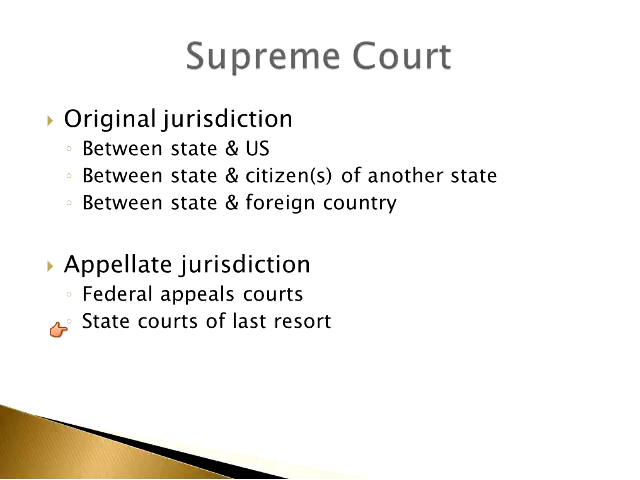 Supreme Court
Original jurisdiction
Between state & US
Between state & citizen(s) of another state
Between state & foreign country
Appellate jurisdiction
Federal appeals courts
State courts of last resort